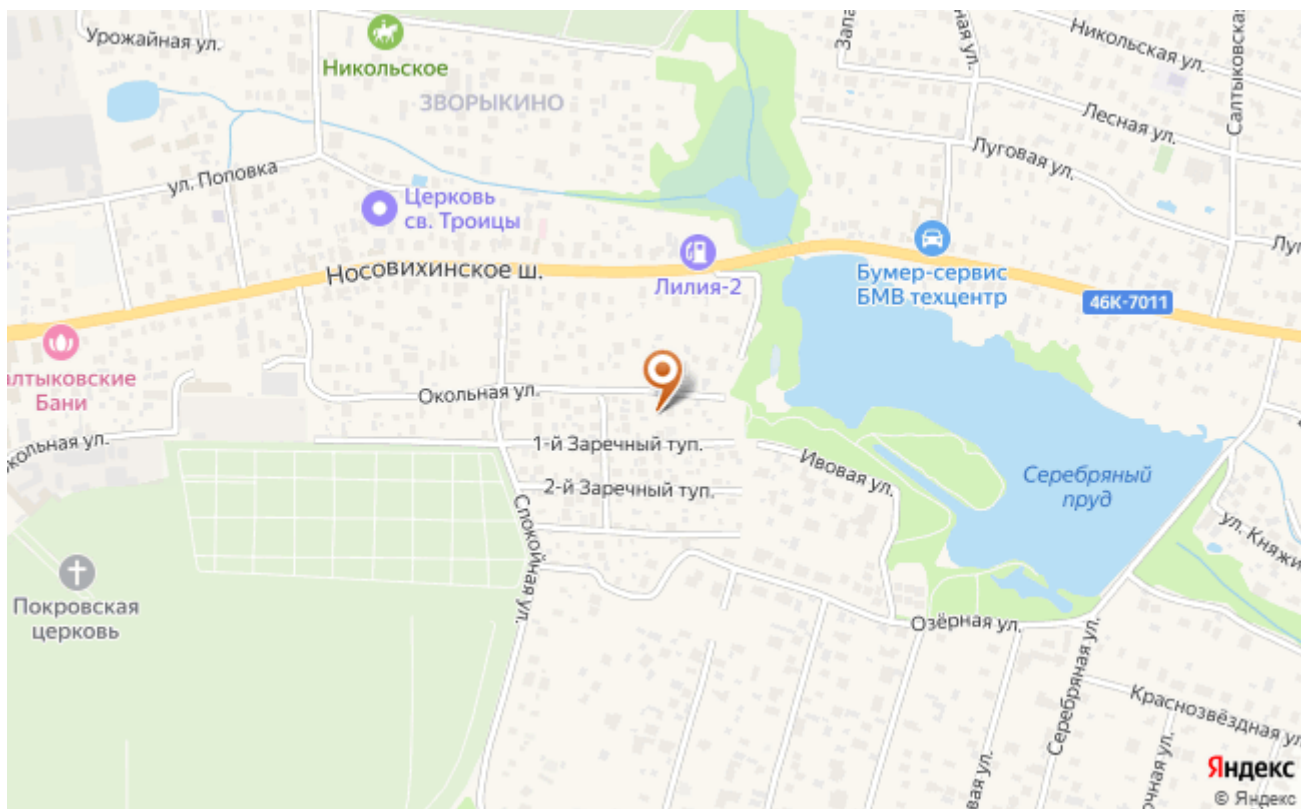 Урожайная ул.
Никольское
ЗВОРЫКИНО
Никольская ул.
Салтыковская
Лесная ул.
Луговая ул.
ул. Поповка
Церковь
св. Троицы
Носовихинское ш.
Лилия-2
Бумер-сервис
БМВ техцентр
46К-7011
алтыковские
Бани
Окольная ул.
кольная ул.
1-й Заречный туп.
2-й Заречный туп.
Ивовая ул.
Серебряный
пруд
ул. Княжи
Спокойная ул.
Покровская
церковь
Озёрная ул.
Серебряная ул.
Краснозвёздная ул.
Яндекс
© Яндекс